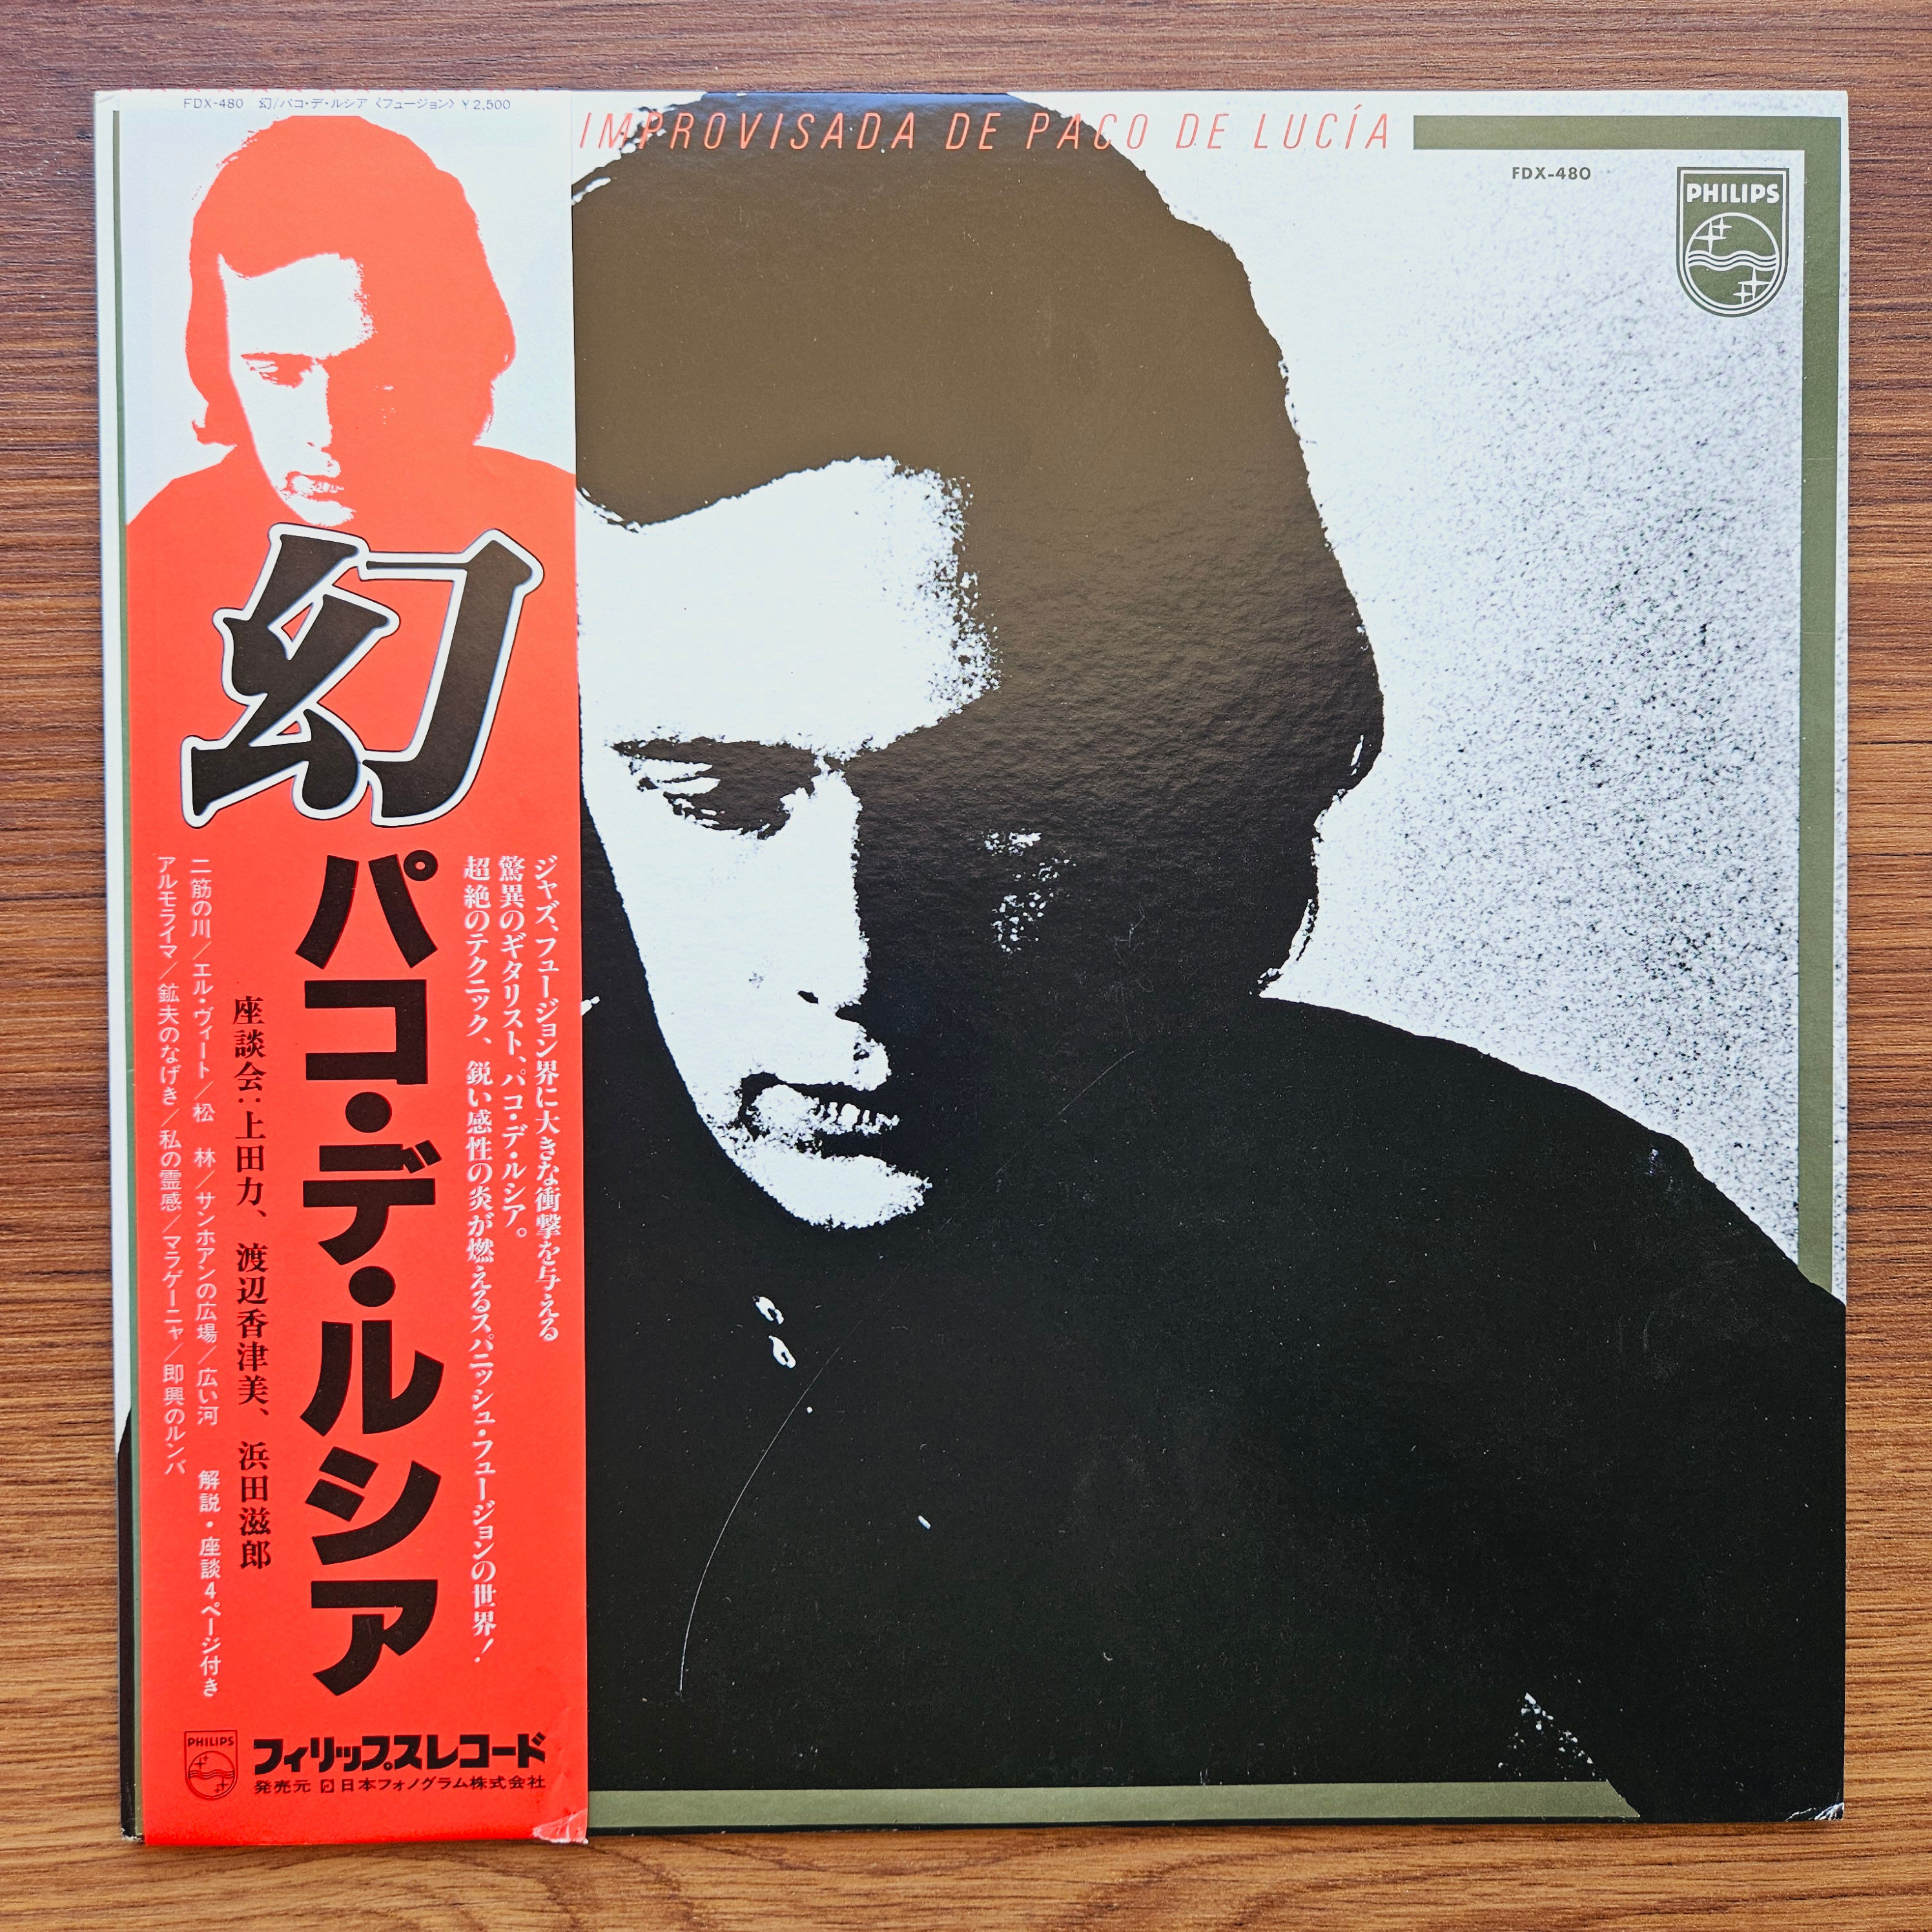 FDX-480 幻/パコ・デ・ルシア〈フュージョン〉￥2,500
IMPROVISADA DE PACO DE LUCÍA
FDX-480
PHILIPS
幻
パコ・デ・ルシア
ジャズ、フュージョン界に大きな衝撃を与える
驚異のギタリスト、パコ・デ・ルシア。
超絶のテクニック、鋭い感性の炎が燃えるスパニッシュ・フュージョンの世界！
座談会：上田力、渡辺香津美、浜田滋郎
二筋の川／エル・ヴィート／松 林／サンホアンの広場／広い河 解説・座談4ページ付き
アルモライマ／鉱夫のなげき／私の霊感／マラゲーニャ／即興のルンバ
PHILIPS
フィリップスレコード
発売元 日本フォノグラム株式会社